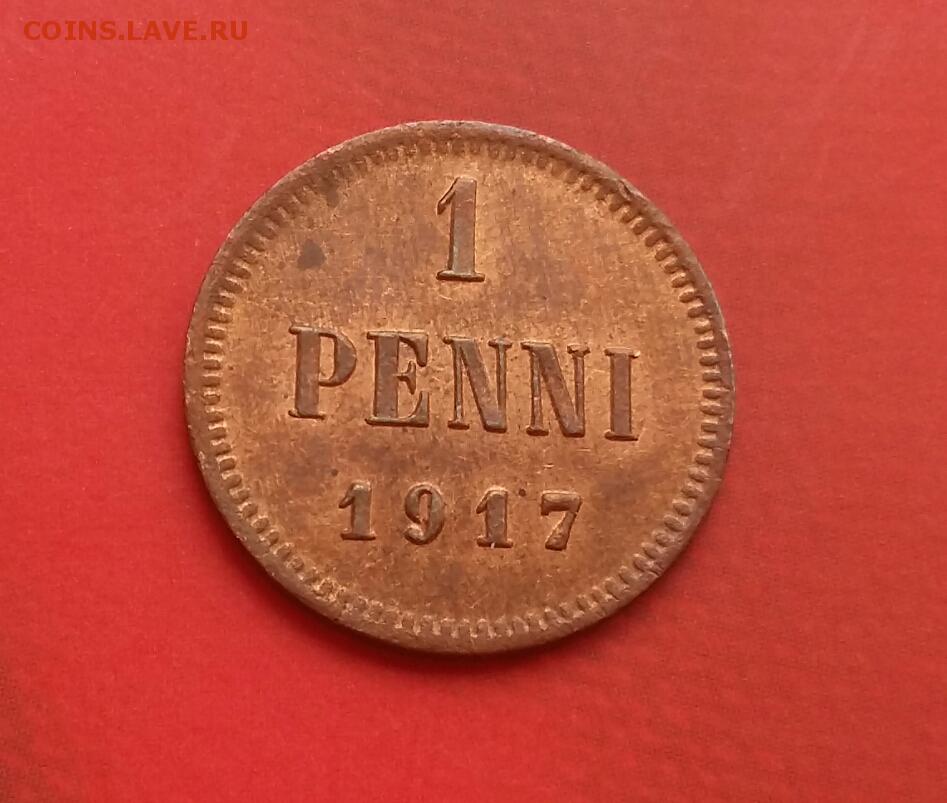 COINS.LAVE.RU
1
PENNI
1917